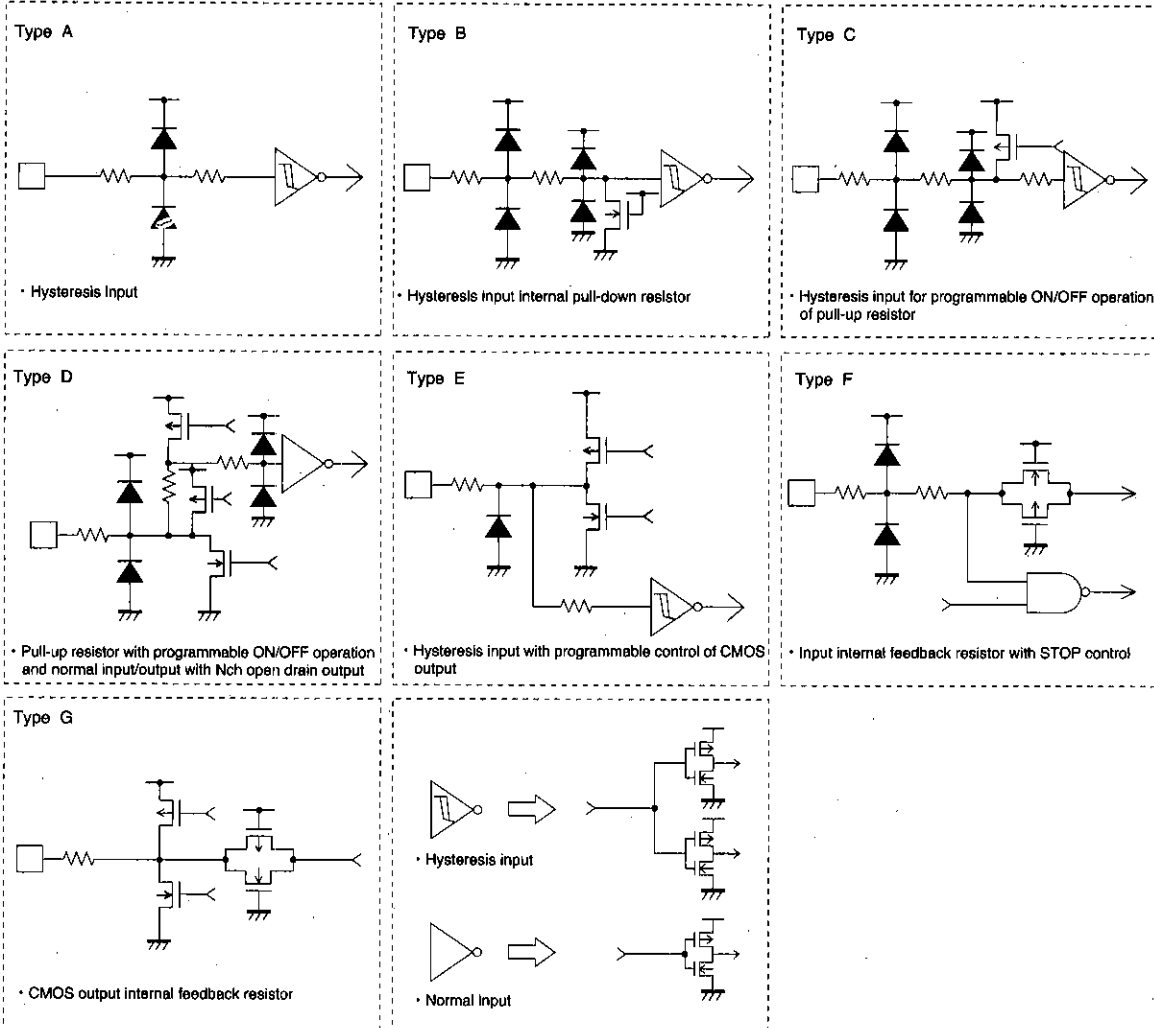 Type A
Type B
Type C
· Hysteresis Input
· Hysteresis input internal pull-down resistor
· Hysteresis input for programmable ON/OFF operation
of pull-up resistor
Type D
Type E
Type F
· Pull-up resistor with programmable ON/OFF operation
and normal input/output with Nch open drain output
· Hysteresis input with programmable control of CMOS
output
· Input internal feedback resistor with STOP control
Type G
· CMOS output internal feedback resistor
· Hysteresis input
· Normal Input